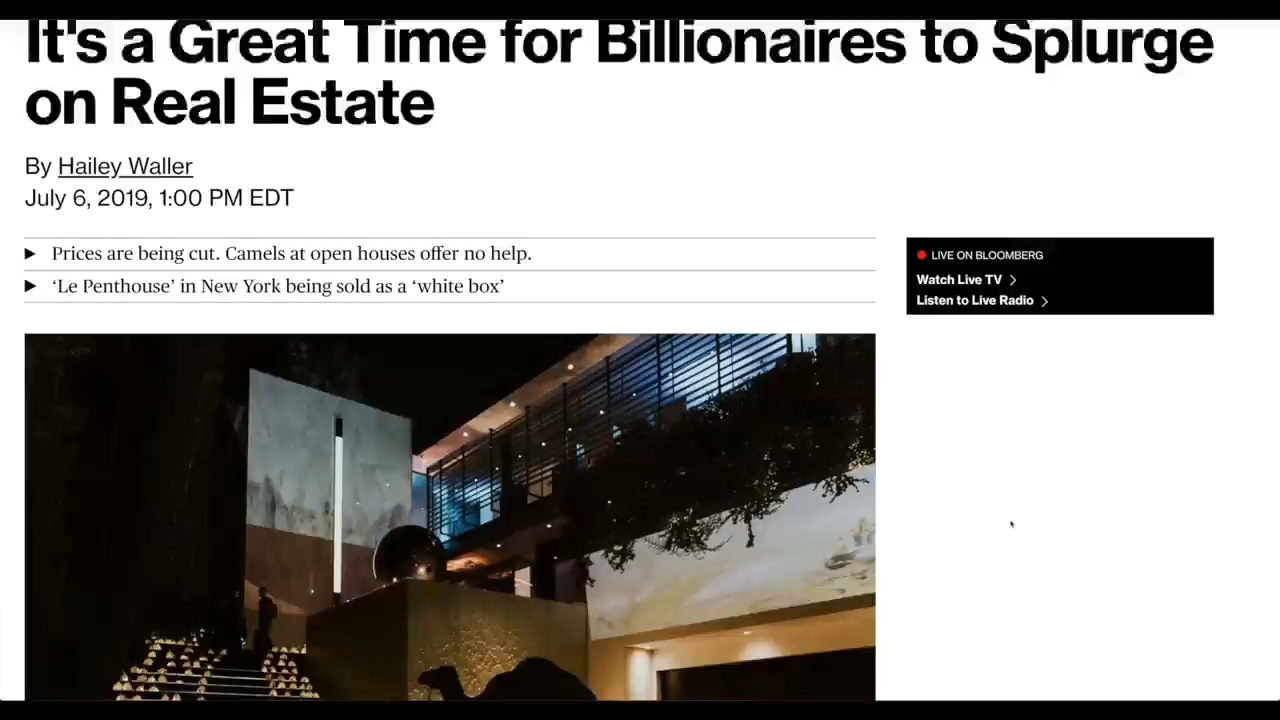 It's a Great Time for Billionaires to Splurge
on Real Estate
By Hailey Waller
July 6, 2019, 1:00 PM EDT
Prices are being cut. Camels at open houses offer no help.
‘Le Penthouse’ in New York being sold as a ‘white box’
LIVE ON BLOOMBERG
Watch Live TV
Listen to Live Radio